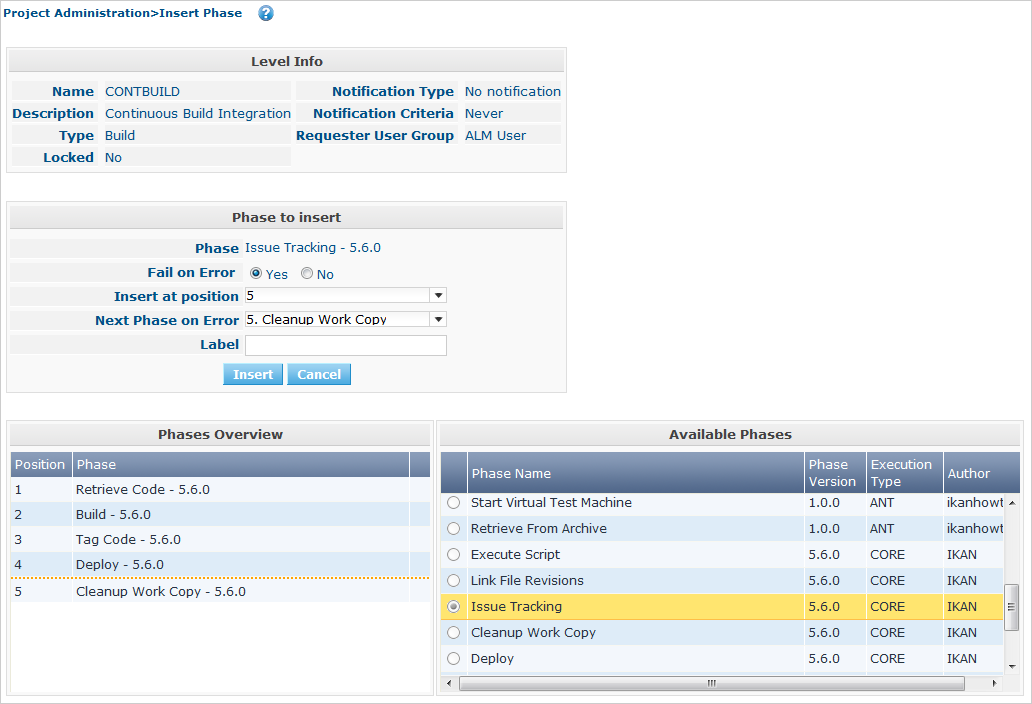 Project Administration>Insert Phase
Level Info
Name CONTBUILD Notification Type No notification
Description Continuous Build Integration Notification Criteria Never
Type Build Requester User Group ALM User
Locked No
Phase to insert
Phase Issue Tracking - 5.6.0
Fail on Error Yes No
Insert at position 5
Next Phase on Error 5. Cleanup Work Copy
Label
Insert Cancel
Phases Overview
Position Phase
1 Retrieve Code - 5.6.0
2 Build - 5.6.0
3 Tag Code - 5.6.0
4 Deploy - 5.6.0
5 Cleanup Work Copy - 5.6.0
Available Phases
Phase Name Phase Version Execution Type Author
Start Virtual Test Machine 1.0.0 ANT ikanhowt
Retrieve From Archive 1.0.0 ANT ikanhowt
Execute Script 5.6.0 CORE IKAN
Link File Revisions 5.6.0 CORE IKAN
Issue Tracking 5.6.0 CORE IKAN
Cleanup Work Copy 5.6.0 CORE IKAN
Deploy 5.6.0 CORE IKAN